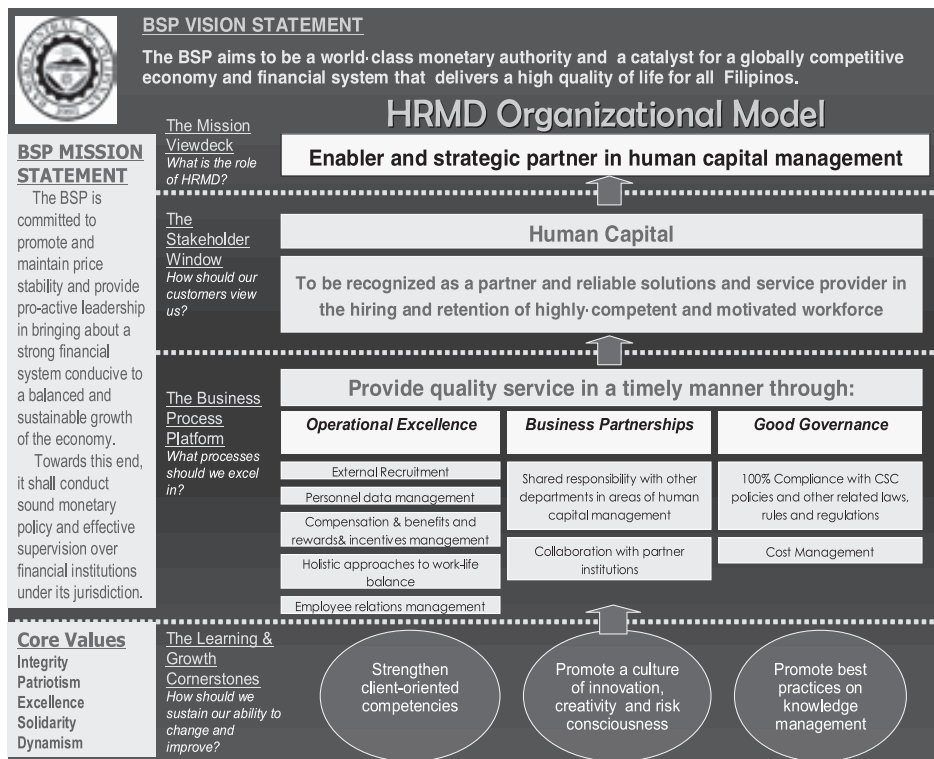 BSP VISION STATEMENT
The BSP aims to be a world-class monetary authority and a catalyst for a globally competitive
economy and financial system that delivers a high quality of life for all Filipinos.
HRMD Organizational Model
BSP MISSION
STATEMENT
The BSP is
committed to
promote and
maintain price
stability and provide
pro-active leadership
in bringing about a
strong financial
system conducive to
a balanced and
sustainable growth
of the economy.
Towards this end,
it shall conduct
sound monetary
policy and effective
supervision over
financial institutions
under its jurisdiction.
Core Values
Integrity
Patriotism
Excellence
Solidarity
Dynamism
The Mission
Viewdeck
What is the role
of HRMD?
Enabler and strategic partner in human capital management
The
Stakeholder
Window
How should our
customers view
us?
Human Capital
To be recognized as a partner and reliable solutions and service provider in
the hiring and retention of highly-competent and motivated workforce
The Business
Process
Platform
What processes
should we excel
in?
Provide quality service in a timely manner through:
Operational Excellence
External Recruitment
Personnel data management
Compensation & benefits and
rewards& incentives management
Holistic approaches to work-life
balance
Employee relations management
Business Partnerships
Shared responsibility with other
departments in areas of human
capital management
Collaboration with partner
institutions
Good Governance
100% Compliance with CSC
policies and other related laws,
rules and regulations
Cost Management
The Learning &
Growth
Cornerstones
How should we
sustain our ability to
change and
improve?
Strengthen
client-oriented
competencies
Promote a culture
of innovation,
creativity and risk
consciousness
Promote best
practices on
knowledge
management